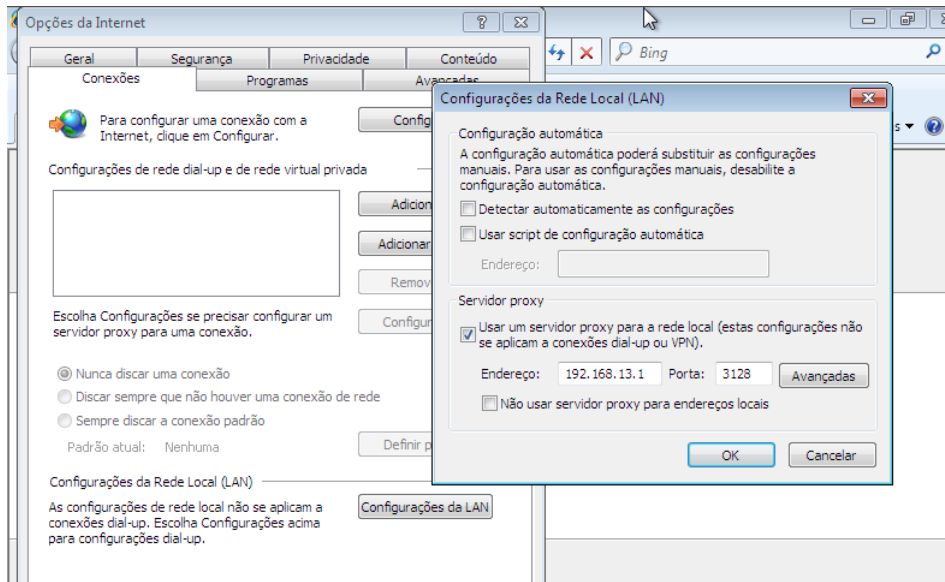 Opções da Internet
Bing
Geral
Segurança
Privacidade
Conteúdo
Conexões
Programas
Avançadas
Para configurar uma conexão com a
Internet, clique em Configurar.
Configurações de rede dial-up e de rede virtual privada
Adicionar
Escolha Configurações se precisar configurar um
servidor proxy para uma conexão.
Nunca discar uma conexão
Discar sempre que não houver uma conexão de rede
Sempre discar a conexão padrão
Padrão atual: Nenhuma
Configurações da Rede Local (LAN)
As configurações de rede local não se aplicam a
conexões dial-up. Escolha Configurações acima
para configurações dial-up.
Configurações da LAN
Configurações da Rede Local (LAN)
Configuração automática
A configuração automática poderá substituir as configurações
manuais. Para usar as configurações manuais, desabilite a
configuração automática.
Detectar automaticamente as configurações
Usar script de configuração automática
Endereço:
Servidor proxy
Usar um servidor proxy para a rede local (estas configurações não
se aplicam a conexões dial-up ou VPN).
Endereço: 192.168.13.1 Porta: 3128 Avançadas
Não usar servidor proxy para endereços locais
OK
Cancelar